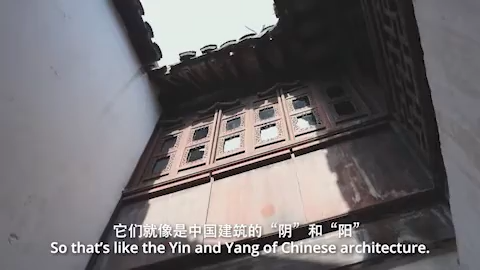 它们就像是中国建筑的“阴”和“阳”
So that’s like the Yin and Yang of Chinese architecture.